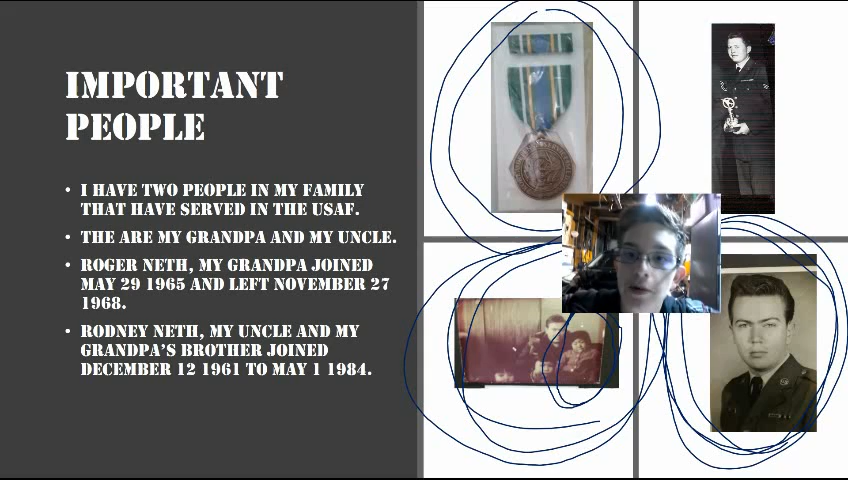 IMPORTANT
PEOPLE
• I HAVE TWO PEOPLE IN MY FAMILY
THAT HAVE SERVED IN THE USAF.
• THE ARE MY GRANDPA AND MY UNCLE.
• ROGER NETH, MY GRANDPA JOINED
MAY 29 1965 AND LEFT NOVEMBER 27
1968.
• RODNEY NETH, MY UNCLE AND MY
GRANDPA'S BROTHER JOINED
DECEMBER 12 1961 TO MAY 1 1984.